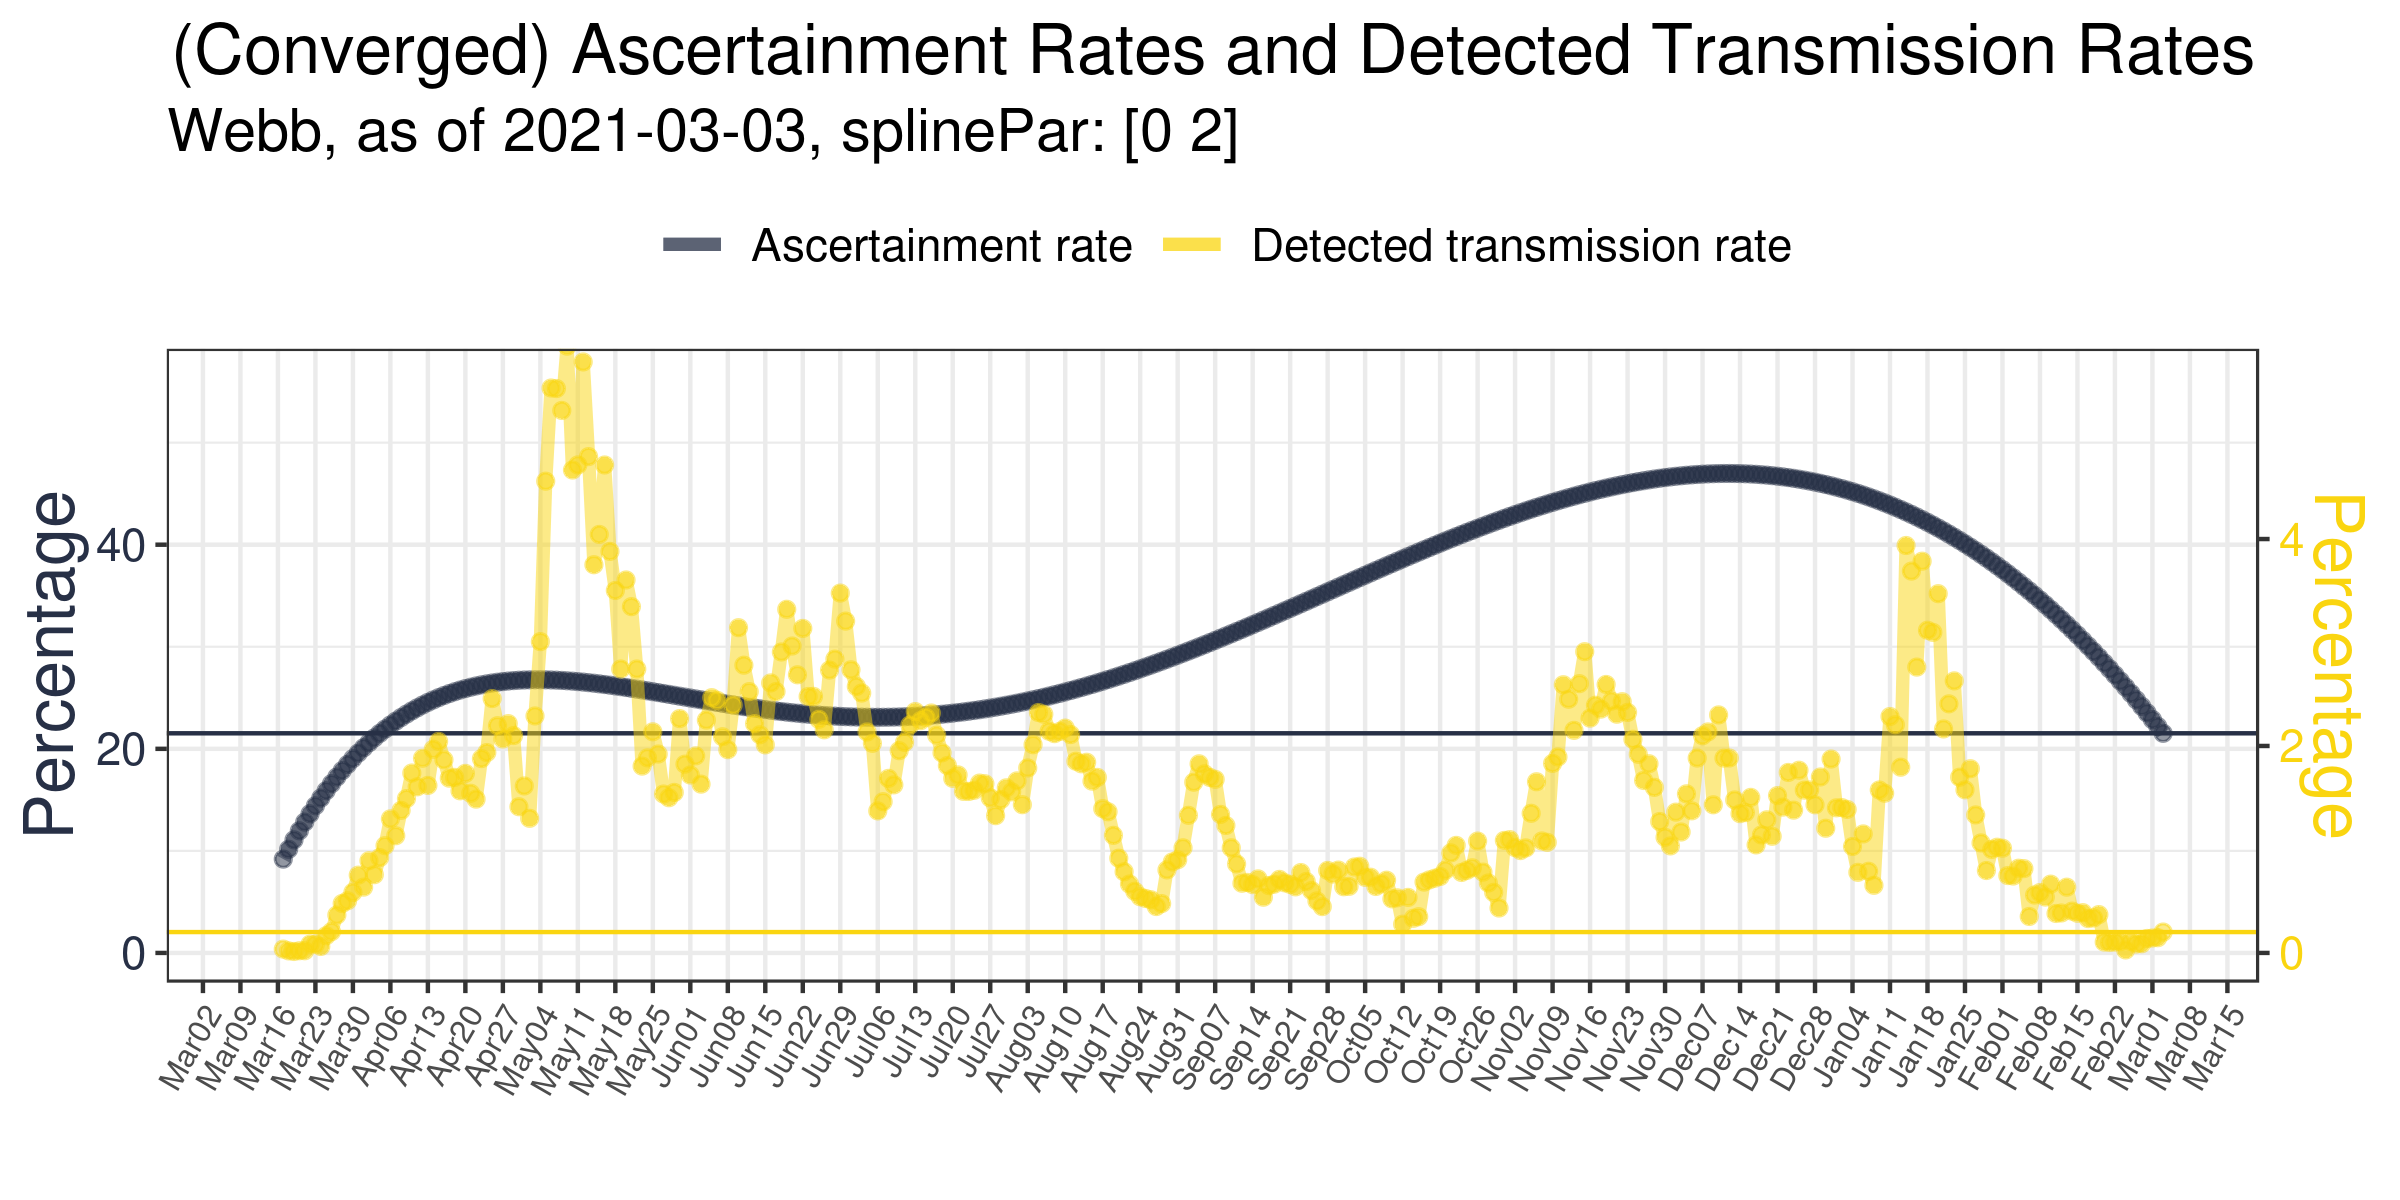 (Converged) Ascertainment Rates and Detected Transmission Rates
Webb, as of 2021-03-03, splinePar: [0 2]
Ascertainment rate
Detected transmission rate
Percentage
40
20
0
Percentage
4
2
0
Mar02
Mar09
Mar16
Mar23
Mar30
Apr06
Apr13
Apr20
Apr27
May04
May11
May18
May25
Jun01
Jun08
Jun15
Jun22
Jun29
Jul06
Jul13
Jul20
Jul27
Aug03
Aug10
Aug17
Aug24
Aug31
Sep07
Sep14
Sep21
Sep28
Oct05
Oct12
Oct19
Oct26
Nov02
Nov09
Nov16
Nov23
Nov30
Dec07
Dec14
Dec21
Dec28
Jan04
Jan11
Jan18
Jan25
Feb01
Feb08
Feb15
Feb22
Mar01
Mar08
Mar15